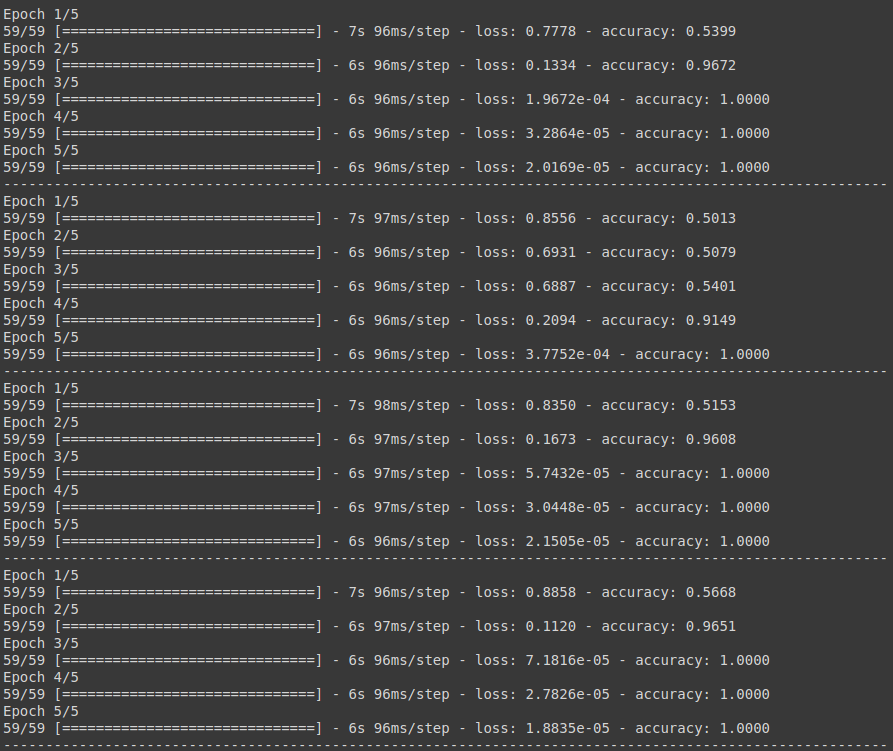 Epoch 1/5
59/59 [==============================] - 7s 96ms/step - loss: 0.7778 - accuracy: 0.5399
Epoch 2/5
59/59 [==============================] - 6s 96ms/step - loss: 0.1334 - accuracy: 0.9672
Epoch 3/5
59/59 [==============================] - 6s 96ms/step - loss: 1.9672e-04 - accuracy: 1.0000
Epoch 4/5
59/59 [==============================] - 6s 96ms/step - loss: 3.2864e-05 - accuracy: 1.0000
Epoch 5/5
59/59 [==============================] - 6s 96ms/step - loss: 2.0169e-05 - accuracy: 1.0000
---------------------------------------------------------------------------------------------------------
Epoch 1/5
59/59 [==============================] - 7s 97ms/step - loss: 0.8556 - accuracy: 0.5013
Epoch 2/5
59/59 [==============================] - 6s 96ms/step - loss: 0.6931 - accuracy: 0.5079
Epoch 3/5
59/59 [==============================] - 6s 96ms/step - loss: 0.6887 - accuracy: 0.5401
Epoch 4/5
59/59 [==============================] - 6s 96ms/step - loss: 0.2094 - accuracy: 0.9149
Epoch 5/5
59/59 [==============================] - 6s 96ms/step - loss: 3.7752e-04 - accuracy: 1.0000
---------------------------------------------------------------------------------------------------------
Epoch 1/5
59/59 [==============================] - 7s 98ms/step - loss: 0.8350 - accuracy: 0.5153
Epoch 2/5
59/59 [==============================] - 6s 97ms/step - loss: 0.1673 - accuracy: 0.9608
Epoch 3/5
59/59 [==============================] - 6s 97ms/step - loss: 5.7432e-05 - accuracy: 1.0000
Epoch 4/5
59/59 [==============================] - 6s 97ms/step - loss: 3.0448e-05 - accuracy: 1.0000
Epoch 5/5
59/59 [==============================] - 6s 96ms/step - loss: 2.1505e-05 - accuracy: 1.0000
---------------------------------------------------------------------------------------------------------
Epoch 1/5
59/59 [==============================] - 7s 96ms/step - loss: 0.8858 - accuracy: 0.5668
Epoch 2/5
59/59 [==============================] - 6s 97ms/step - loss: 0.1120 - accuracy: 0.9651
Epoch 3/5
59/59 [==============================] - 6s 96ms/step - loss: 7.1816e-05 - accuracy: 1.0000
Epoch 4/5
59/59 [==============================] - 6s 96ms/step - loss: 2.7826e-05 - accuracy: 1.0000
Epoch 5/5
59/59 [==============================] - 6s 96ms/step - loss: 1.8835e-05 - accuracy: 1.0000
---------------------------------------------------------------------------------------------------------